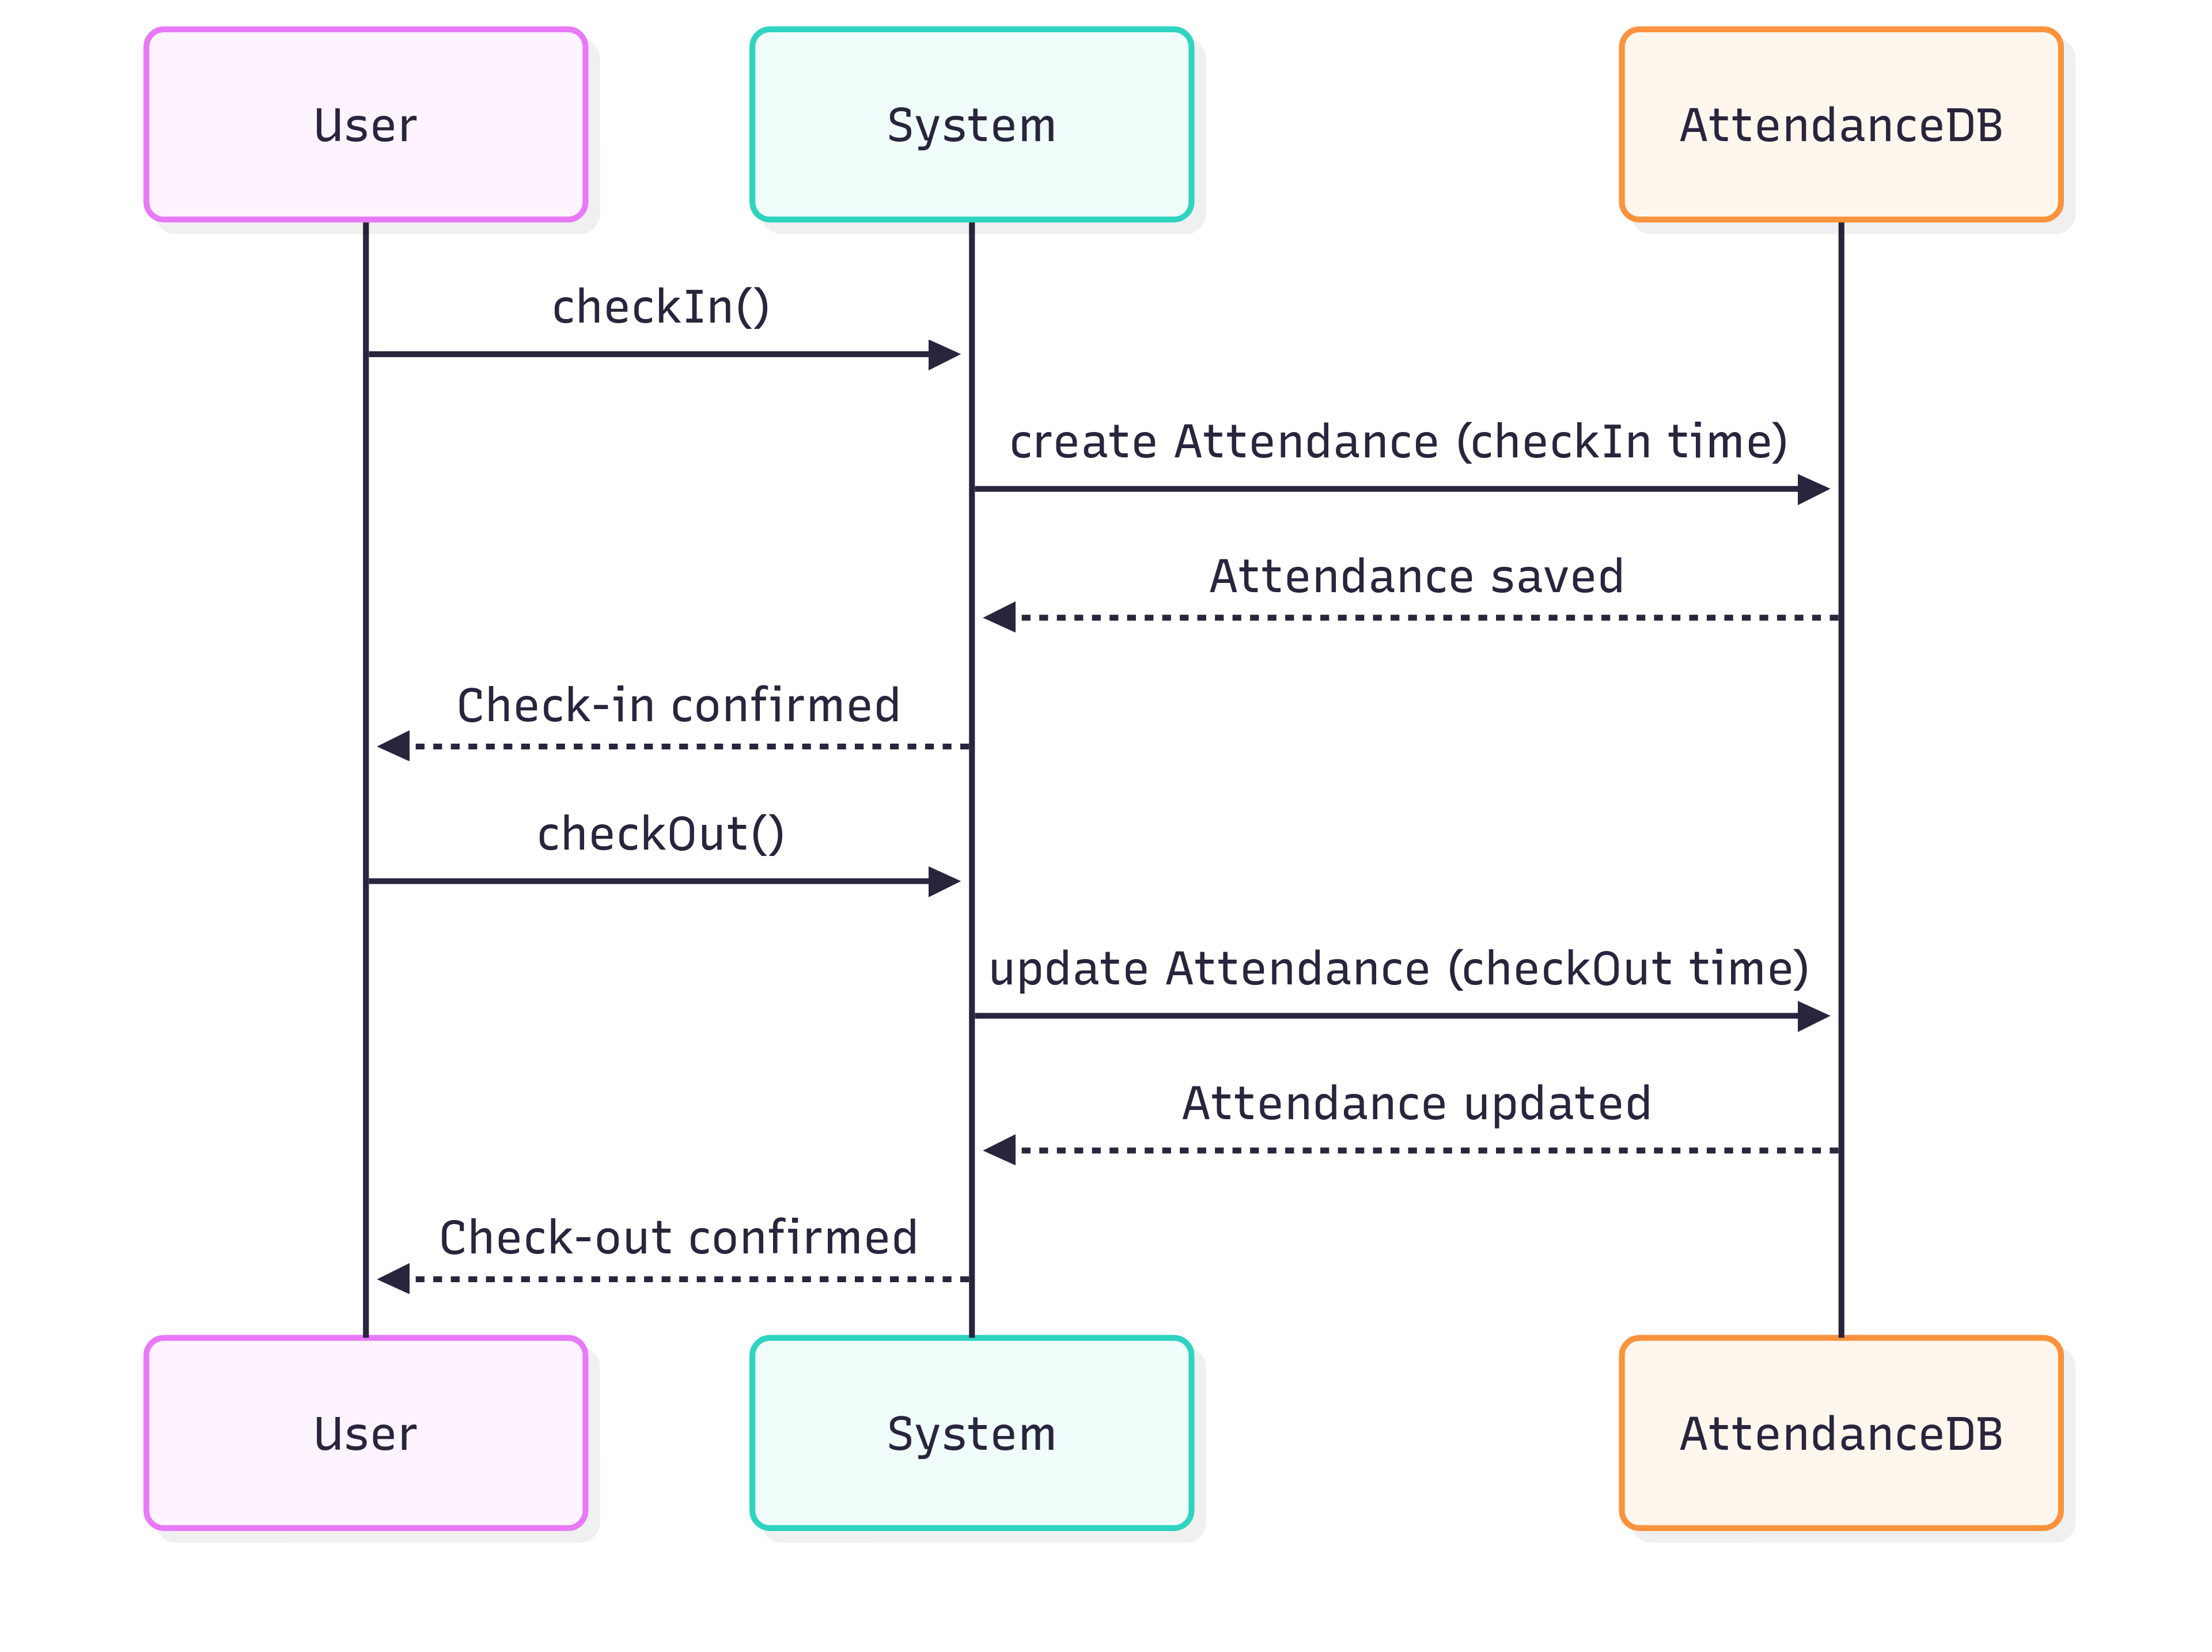 User
System
AttendanceDB
checkIn()
create Attendance (checkIn time)
Attendance saved
Check-in confirmed
checkOut()
update Attendance (checkOut time)
Attendance updated
Check-out confirmed
User
System
AttendanceDB